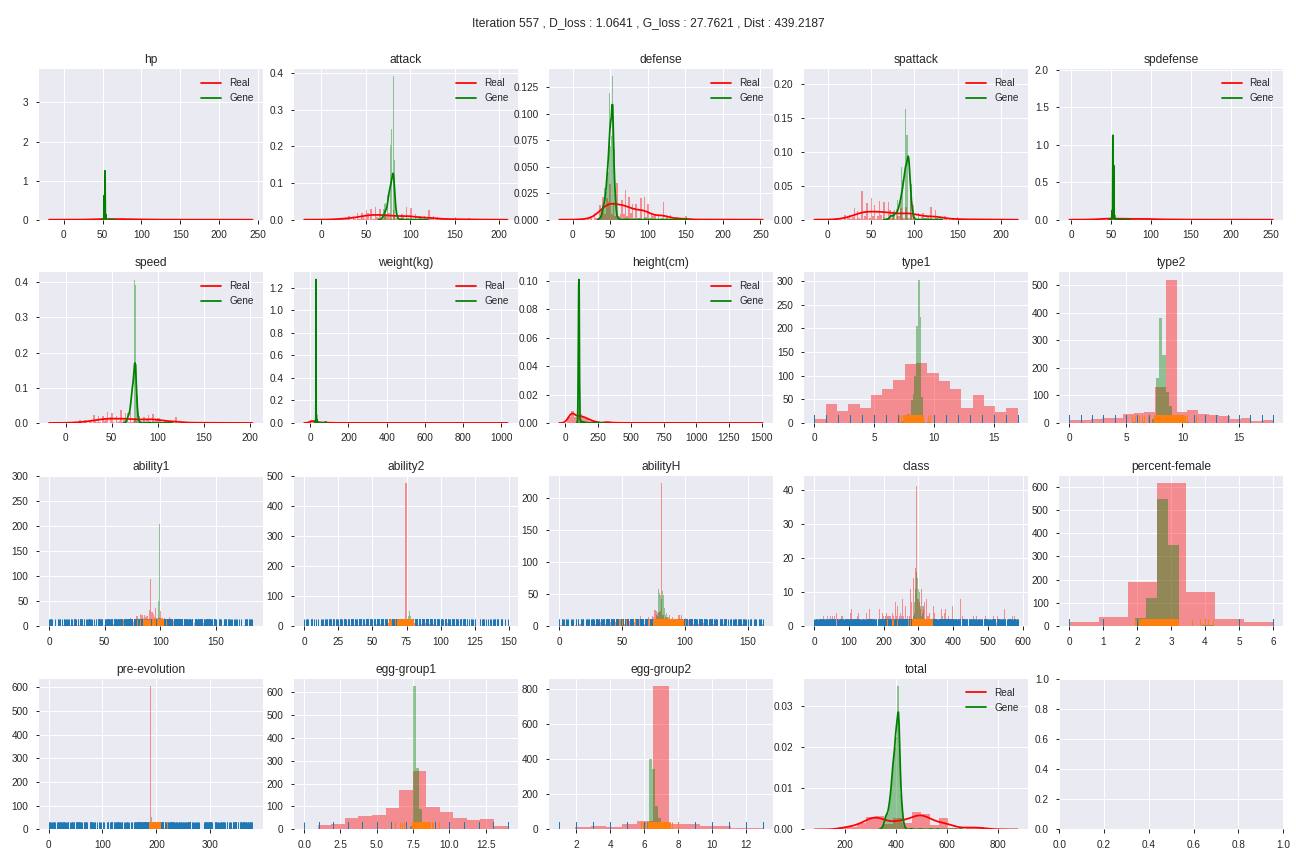 Iteration 557 , D_loss : 1.0641 , G_loss : 27.7621 , Dist : 439.2187
hp attack defense spattack spdefense
Real Real Real Real Real
Gene Gene Gene Gene Gene
3 2 1 0
0 50 100 150 200 250
0.4 0.3 0.2 0.1 0.0
0 50 100 150 200
0.125 0.100 0.075 0.050 0.025 0.000
0 50 100 150 200 250
0.20 0.15 0.10 0.05 0.00
0 50 100 150 200
2.0 1.5 1.0 0.5 0.0
0 50 100 150 200 250
speed weight(kg) height(cm) type1 type2
Real Real Real
Gene Gene Gene
0.4 0.3 0.2 0.1 0.0
0 50 100 150 200
1.2 1.0 0.8 0.6 0.4 0.2 0.0
0 200 400 600 800 1000
0.10 0.08 0.06 0.04 0.02 0.00
0 250 500 750 1000 1250 1500
300 250 200 150 100 50 0
0 5 10 15
500 400 300 200 100 0
0 5 10 15
ability1 ability2 abilityH class percent-female
300 250 200 150 100 50 0
0 50 100 150
500 400 300 200 100 0
0 25 50 75 100 125 150
200 150 100 50 0
0 50 100 150
40 30 20 10 0
0 100 200 300 400 500 600
600 500 400 300 200 100 0
0 1 2 3 4 5 6
pre-evolution egg-group1 egg-group2 total
Real
Gene
600 500 400 300 200 100 0
0 100 200 300
600 500 400 300 200 100 0
0.0 2.5 5.0 7.5 10.0 12.5
800 600 400 200 0
2 4 6 8 10 12
0.03 0.02 0.01 0.00
200 400 600 800
1.0 0.8 0.6 0.4 0.2 0.0
0.0 0.2 0.4 0.6 0.8 1.0